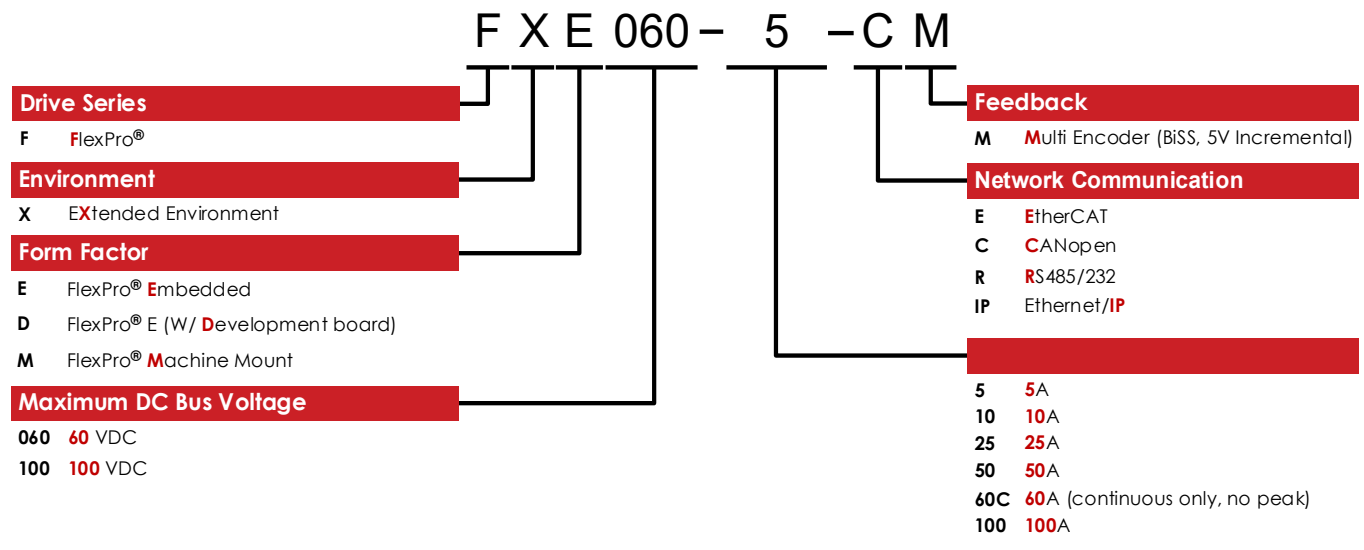 F X E 060 – 5 – C M
Drive Series
F FlexPro®
Environment
X EXtended Environment
Form Factor
E FlexPro® Embedded
D FlexPro® E (W/ Development board)
M FlexPro® Machine Mount
Maximum DC Bus Voltage
060 60 VDC
100 100 VDC
Feedback
M Multi Encoder (BiSS, 5V Incremental)
Network Communication
E EtherCAT
C CANopen
R RS485/232
IP Ethernet/IP
5 5A
10 10A
25 25A
50 50A
60C 60A (continuous only, no peak)
100 100A